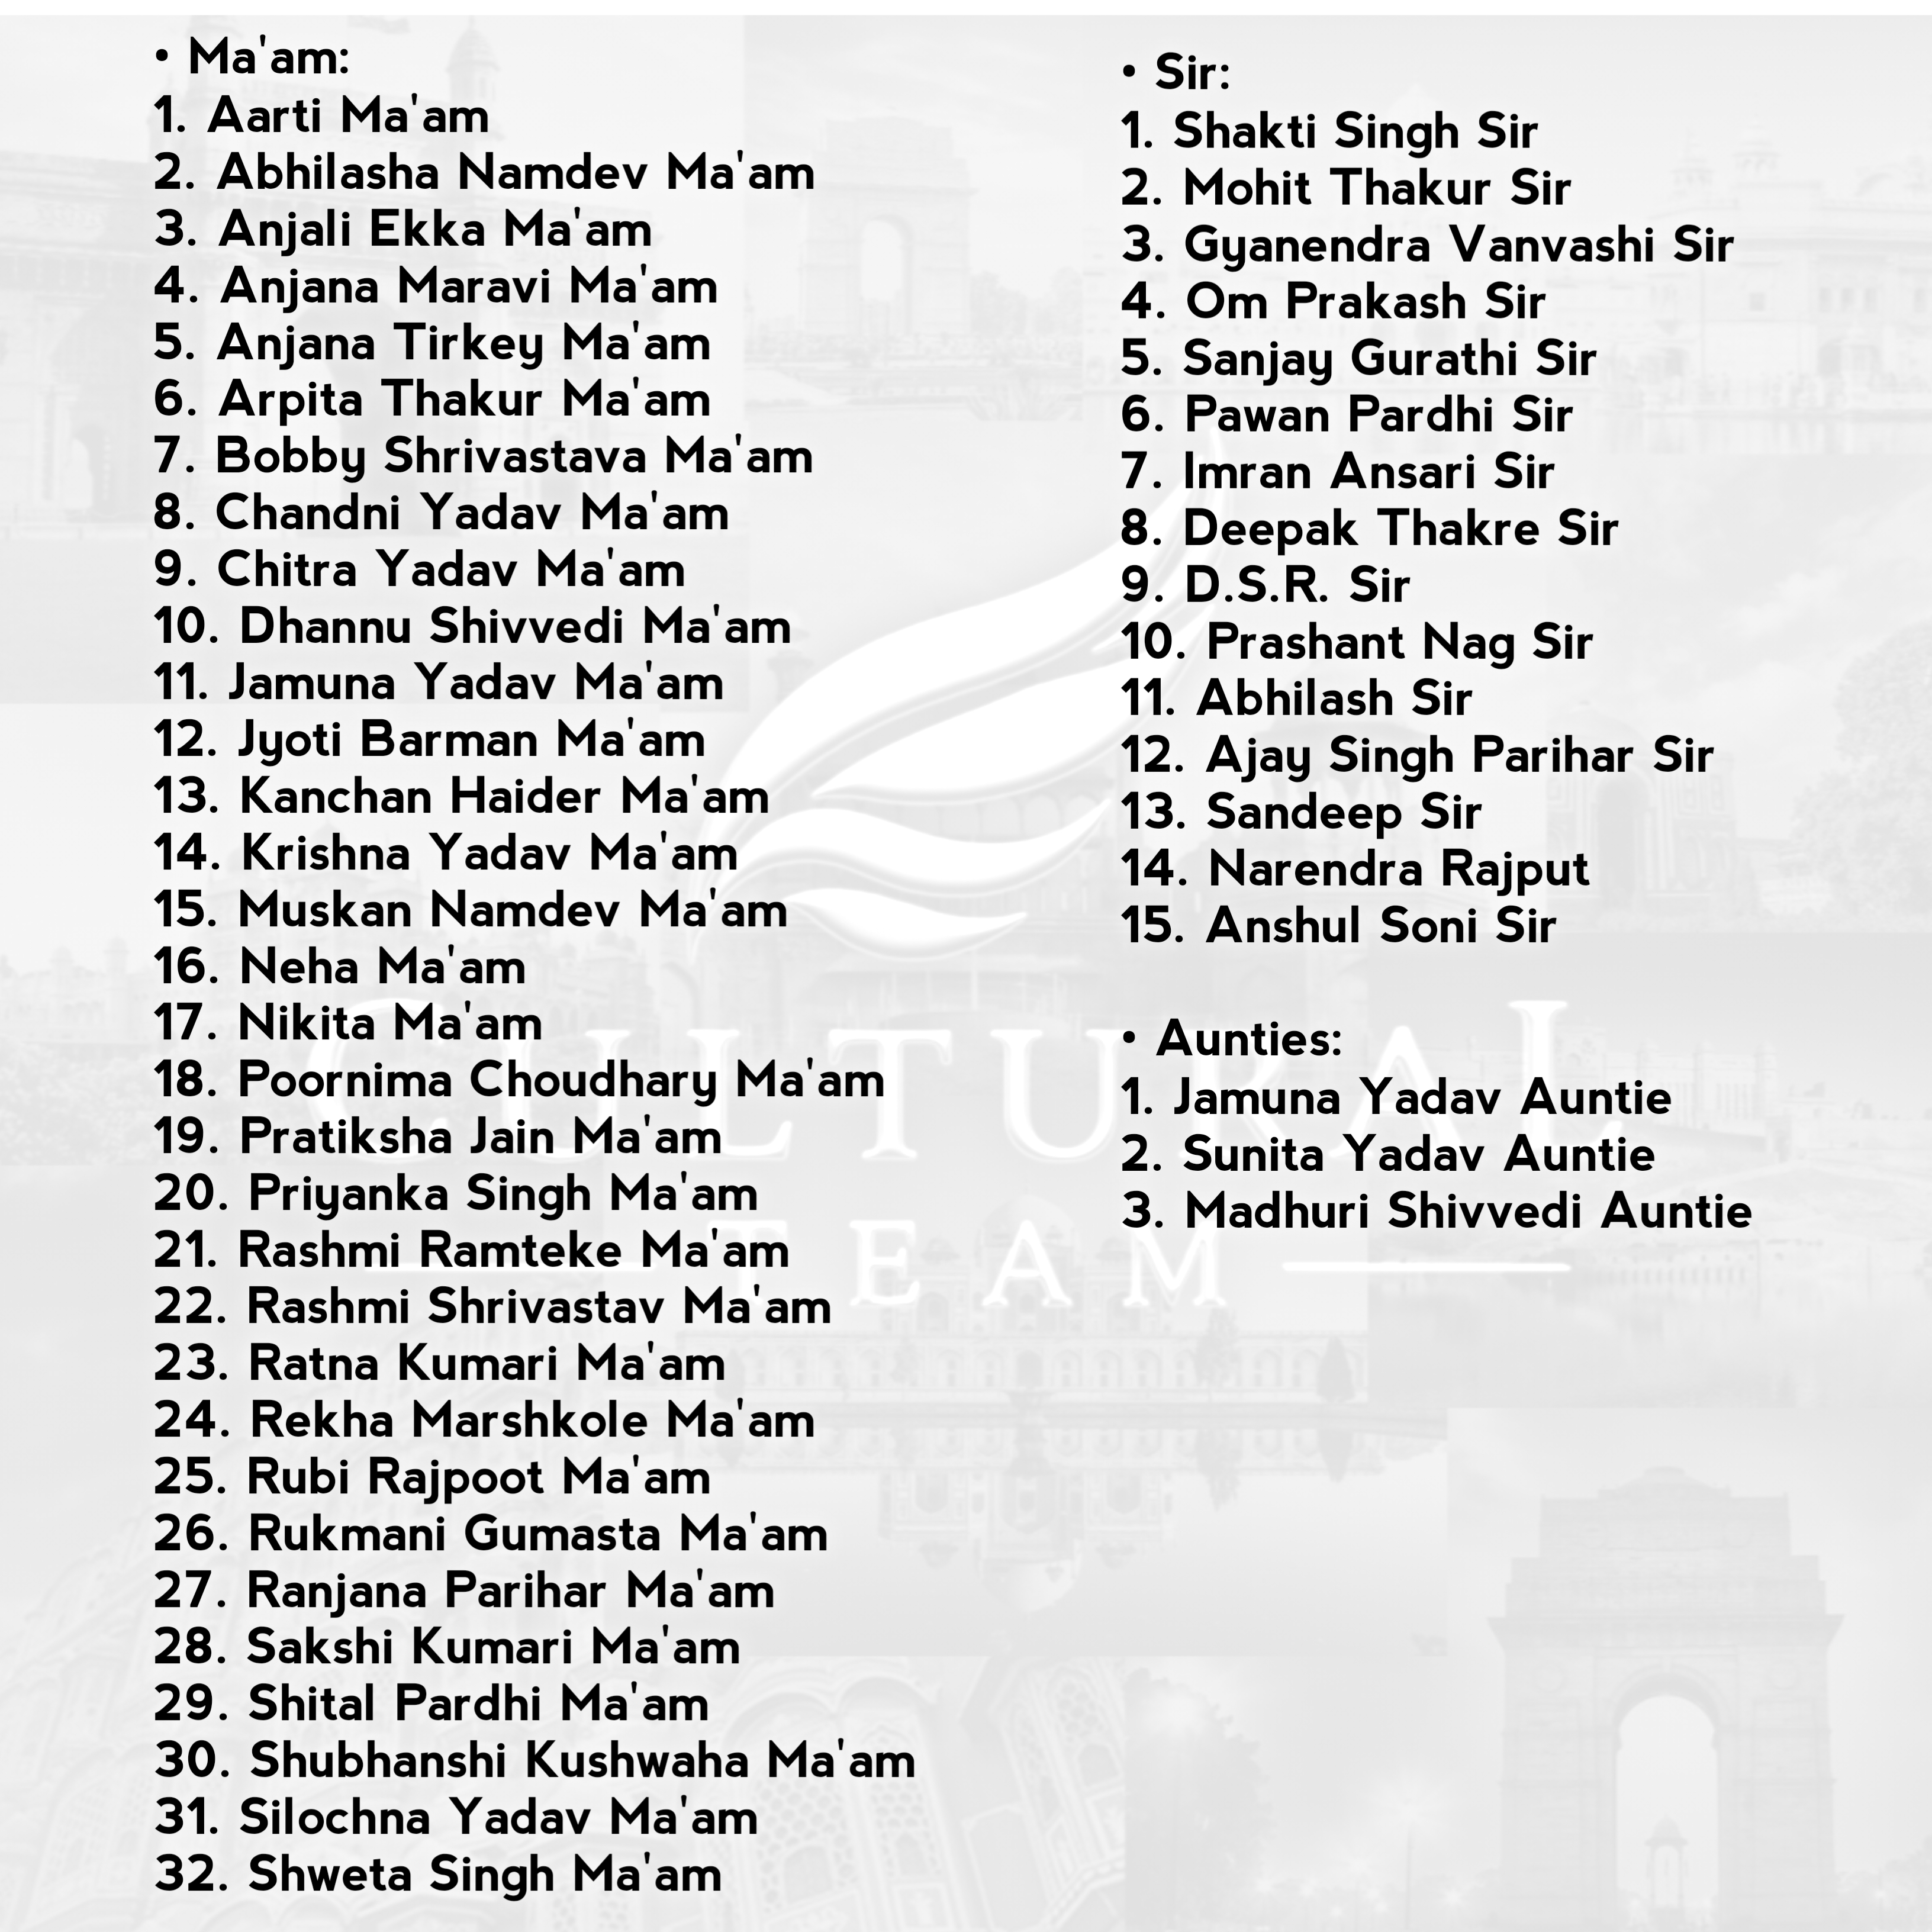 • Ma'am:
1. Aarti Ma'am
2. Abhilasha Namdev Ma'am
3. Anjali Ekka Ma'am
4. Anjana Maravi Ma'am
5. Anjana Tirkey Ma'am
6. Arpita Thakur Ma'am
7. Bobby Shrivastava Ma'am
8. Chandni Yadav Ma'am
9. Chitra Yadav Ma'am
10. Dhannu Shivvedi Ma'am
11. Jamuna Yadav Ma'am
12. Jyoti Barman Ma'am
13. Kanchan Haider Ma'am
14. Krishna Yadav Ma'am
15. Muskan Namdev Ma'am
16. Neha Ma'am
17. Nikita Ma'am
18. Poornima Choudhary Ma'am
19. Pratiksha Jain Ma'am
20. Priyanka Singh Ma'am
21. Rashmi Ramteke Ma'am
22. Rashmi Shrivastav Ma'am
23. Ratna Kumari Ma'am
24. Rekha Marshkole Ma'am
25. Rubi Rajpoot Ma'am
26. Rukmani Gumasta Ma'am
27. Ranjana Parihar Ma'am
28. Sakshi Kumari Ma'am
29. Shital Pardhi Ma'am
30. Shubhanshi Kushwaha Ma'am
31. Silochna Yadav Ma'am
32. Shweta Singh Ma'am
• Sir:
1. Shakti Singh Sir
2. Mohit Thakur Sir
3. Gyanendra Vanvashi Sir
4. Om Prakash Sir
5. Sanjay Gurathi Sir
6. Pawan Pardhi Sir
7. Imran Ansari Sir
8. Deepak Thakre Sir
9. D.S.R. Sir
10. Prashant Nag Sir
11. Abhilash Sir
12. Ajay Singh Parihar Sir
13. Sandeep Sir
14. Narendra Rajput
15. Anshul Soni Sir
• Aunties:
1. Jamuna Yadav Auntie
2. Sunita Yadav Auntie
3. Madhuri Shivvedi Auntie
CULTURAL
TEAM